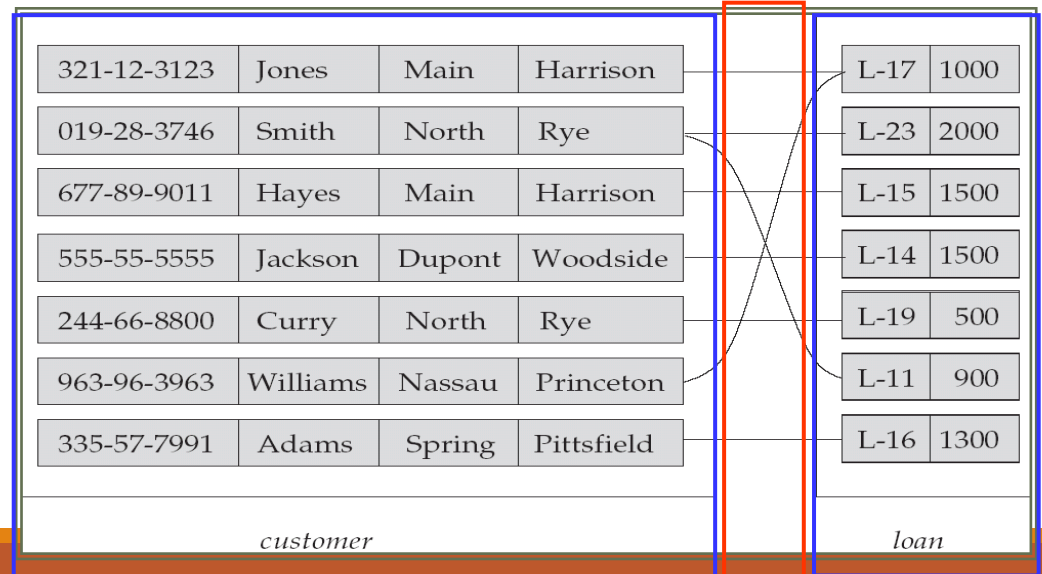 321-12-3123 Jones Main Harrison L-17 1000
019-28-3746 Smith North Rye L-23 2000
677-89-9011 Hayes Main Harrison L-15 1500
555-55-5555 Jackson Dupont Woodside L-14 1500
244-66-8800 Curry North Rye L-19 500
963-96-3963 Williams Nassau Princeton L-11 900
335-57-7991 Adams Spring Pittsfield L-16 1300
customer loan